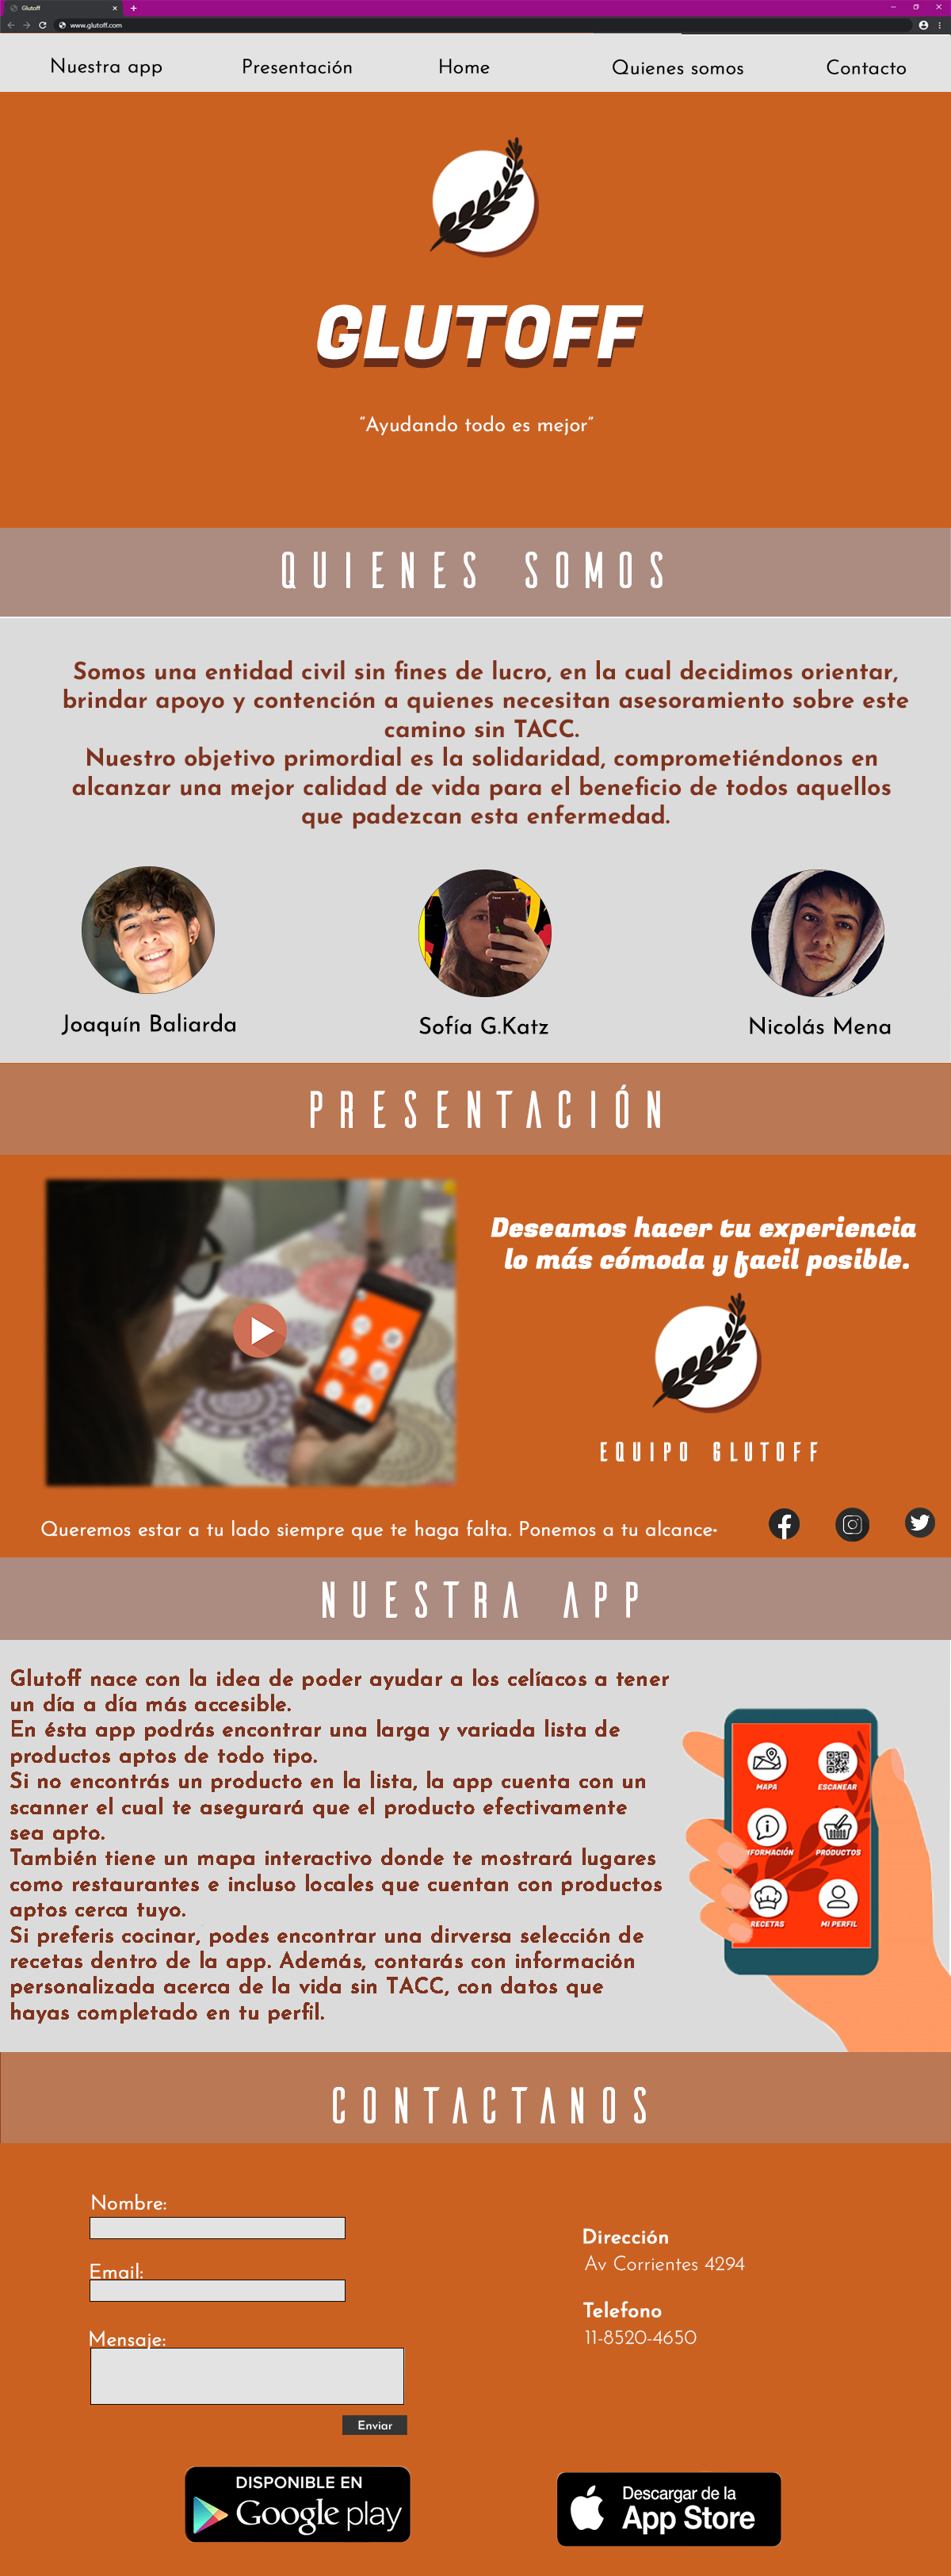 Glutoff
www.glutoff.com
Nuestra app
Presentación
Home
Quienes somos
Contacto
GLUTOFF
"Ayudando todo es mejor"
QUIENES SOMOS
Somos una entidad civil sin fines de lucro, en la cual decidimos orientar,
brindar apoyo y contención a quienes necesitan asesoramiento sobre este
camino sin TACC.
Nuestro objetivo primordial es la solidaridad, comprometiéndonos en
alcanzar una mejor calidad de vida para el beneficio de todos aquellos
que padezcan esta enfermedad.
Joaquín Baliarda
Sofía G.Katz
Nicolás Mena
PRESENTACIÓN
Deseamos hacer tu experiencia
lo más cómoda y facil posible.
EQUIPO GLUTOFF
Queremos estar a tu lado siempre que te haga falta. Ponemos a tu alcance
NUESTRA APP
Glutoff nace con la idea de poder ayudar a los celíacos a tener
un día a día más accesible.
En ésta app podrás encontrar una larga y variada lista de
productos aptos de todo tipo.
Si no encontrás un producto en la lista, la app cuenta con un
scanner el cual te asegurará que el producto efectivamente
sea apto.
También tiene un mapa interactivo donde te mostrará lugares
como restaurantes e incluso locales que cuentan con productos
aptos cerca tuyo.
Si preferis cocinar, podes encontrar una dirversa selección de
recetas dentro de la app. Además, contarás con información
personalizada acerca de la vida sin TACC, con datos que
hayas completado en tu perfil.
MAPA
ESCANEAR
NFORMACIÓN
PRODUCTOS
RECETAS
MI PERFIL
CONTACTANOS
Nombre:
Email:
Mensaje:
Enviar
Dirección
Av Corrientes 4294
Telefono
11-8520-4650
DISPONIBLE EN
Google play
Descargar de la
App Store